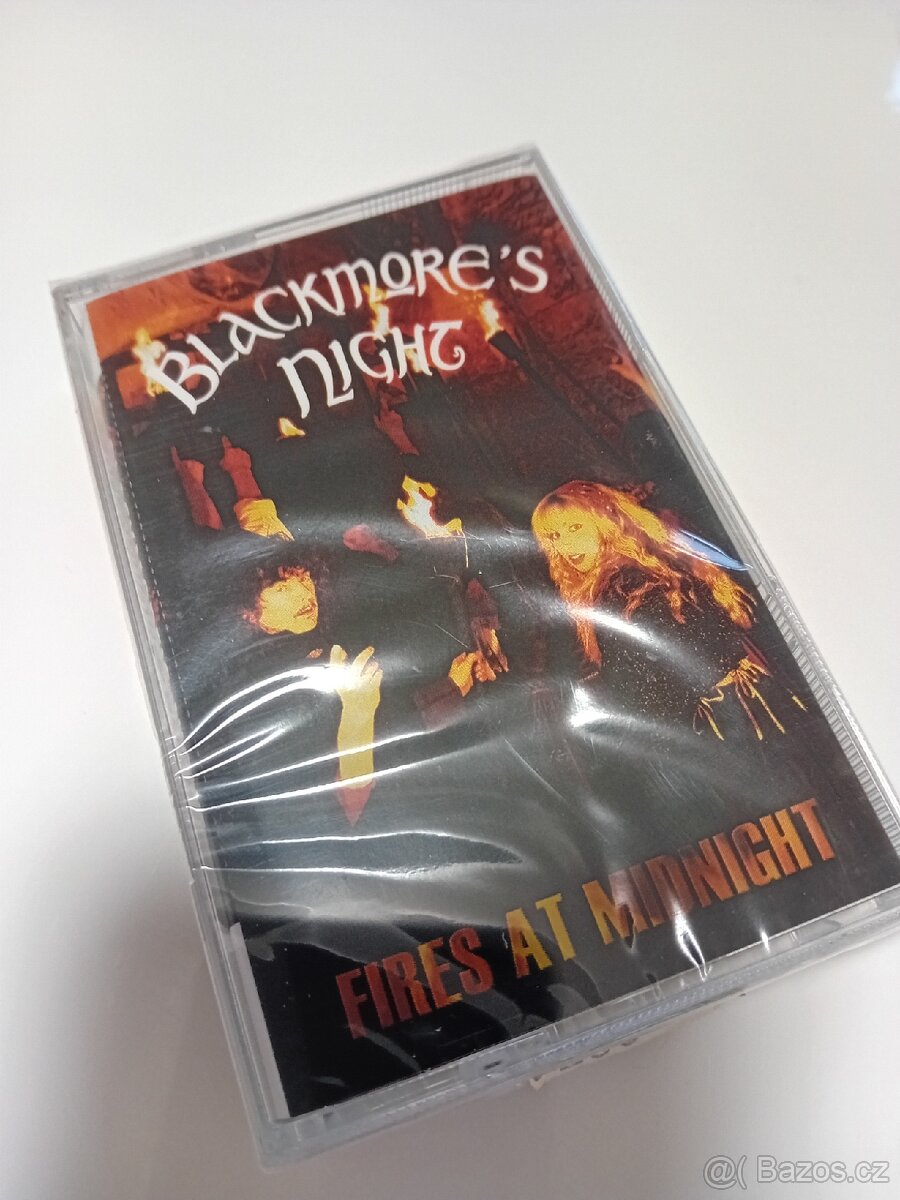 BLACKMORE'S
NIGHT
FIRES AT MIDNIGHT
@( Bazos.cz